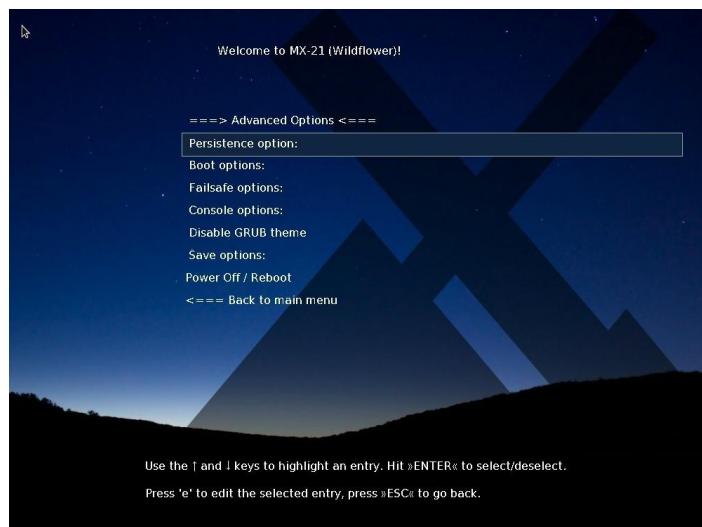 Welcome to MX-21 (Wildflower)!
===> Advanced Options <===
Persistence option:
Boot options:
Failsafe options:
Console options:
Disable GRUB theme
Save options:
Power Off / Reboot
<=== Back to main menu
Use the ↑ and ↓ keys to highlight an entry. Hit »ENTER« to select/deselect.
Press 'e' to edit the selected entry, press »ESC« to go back.